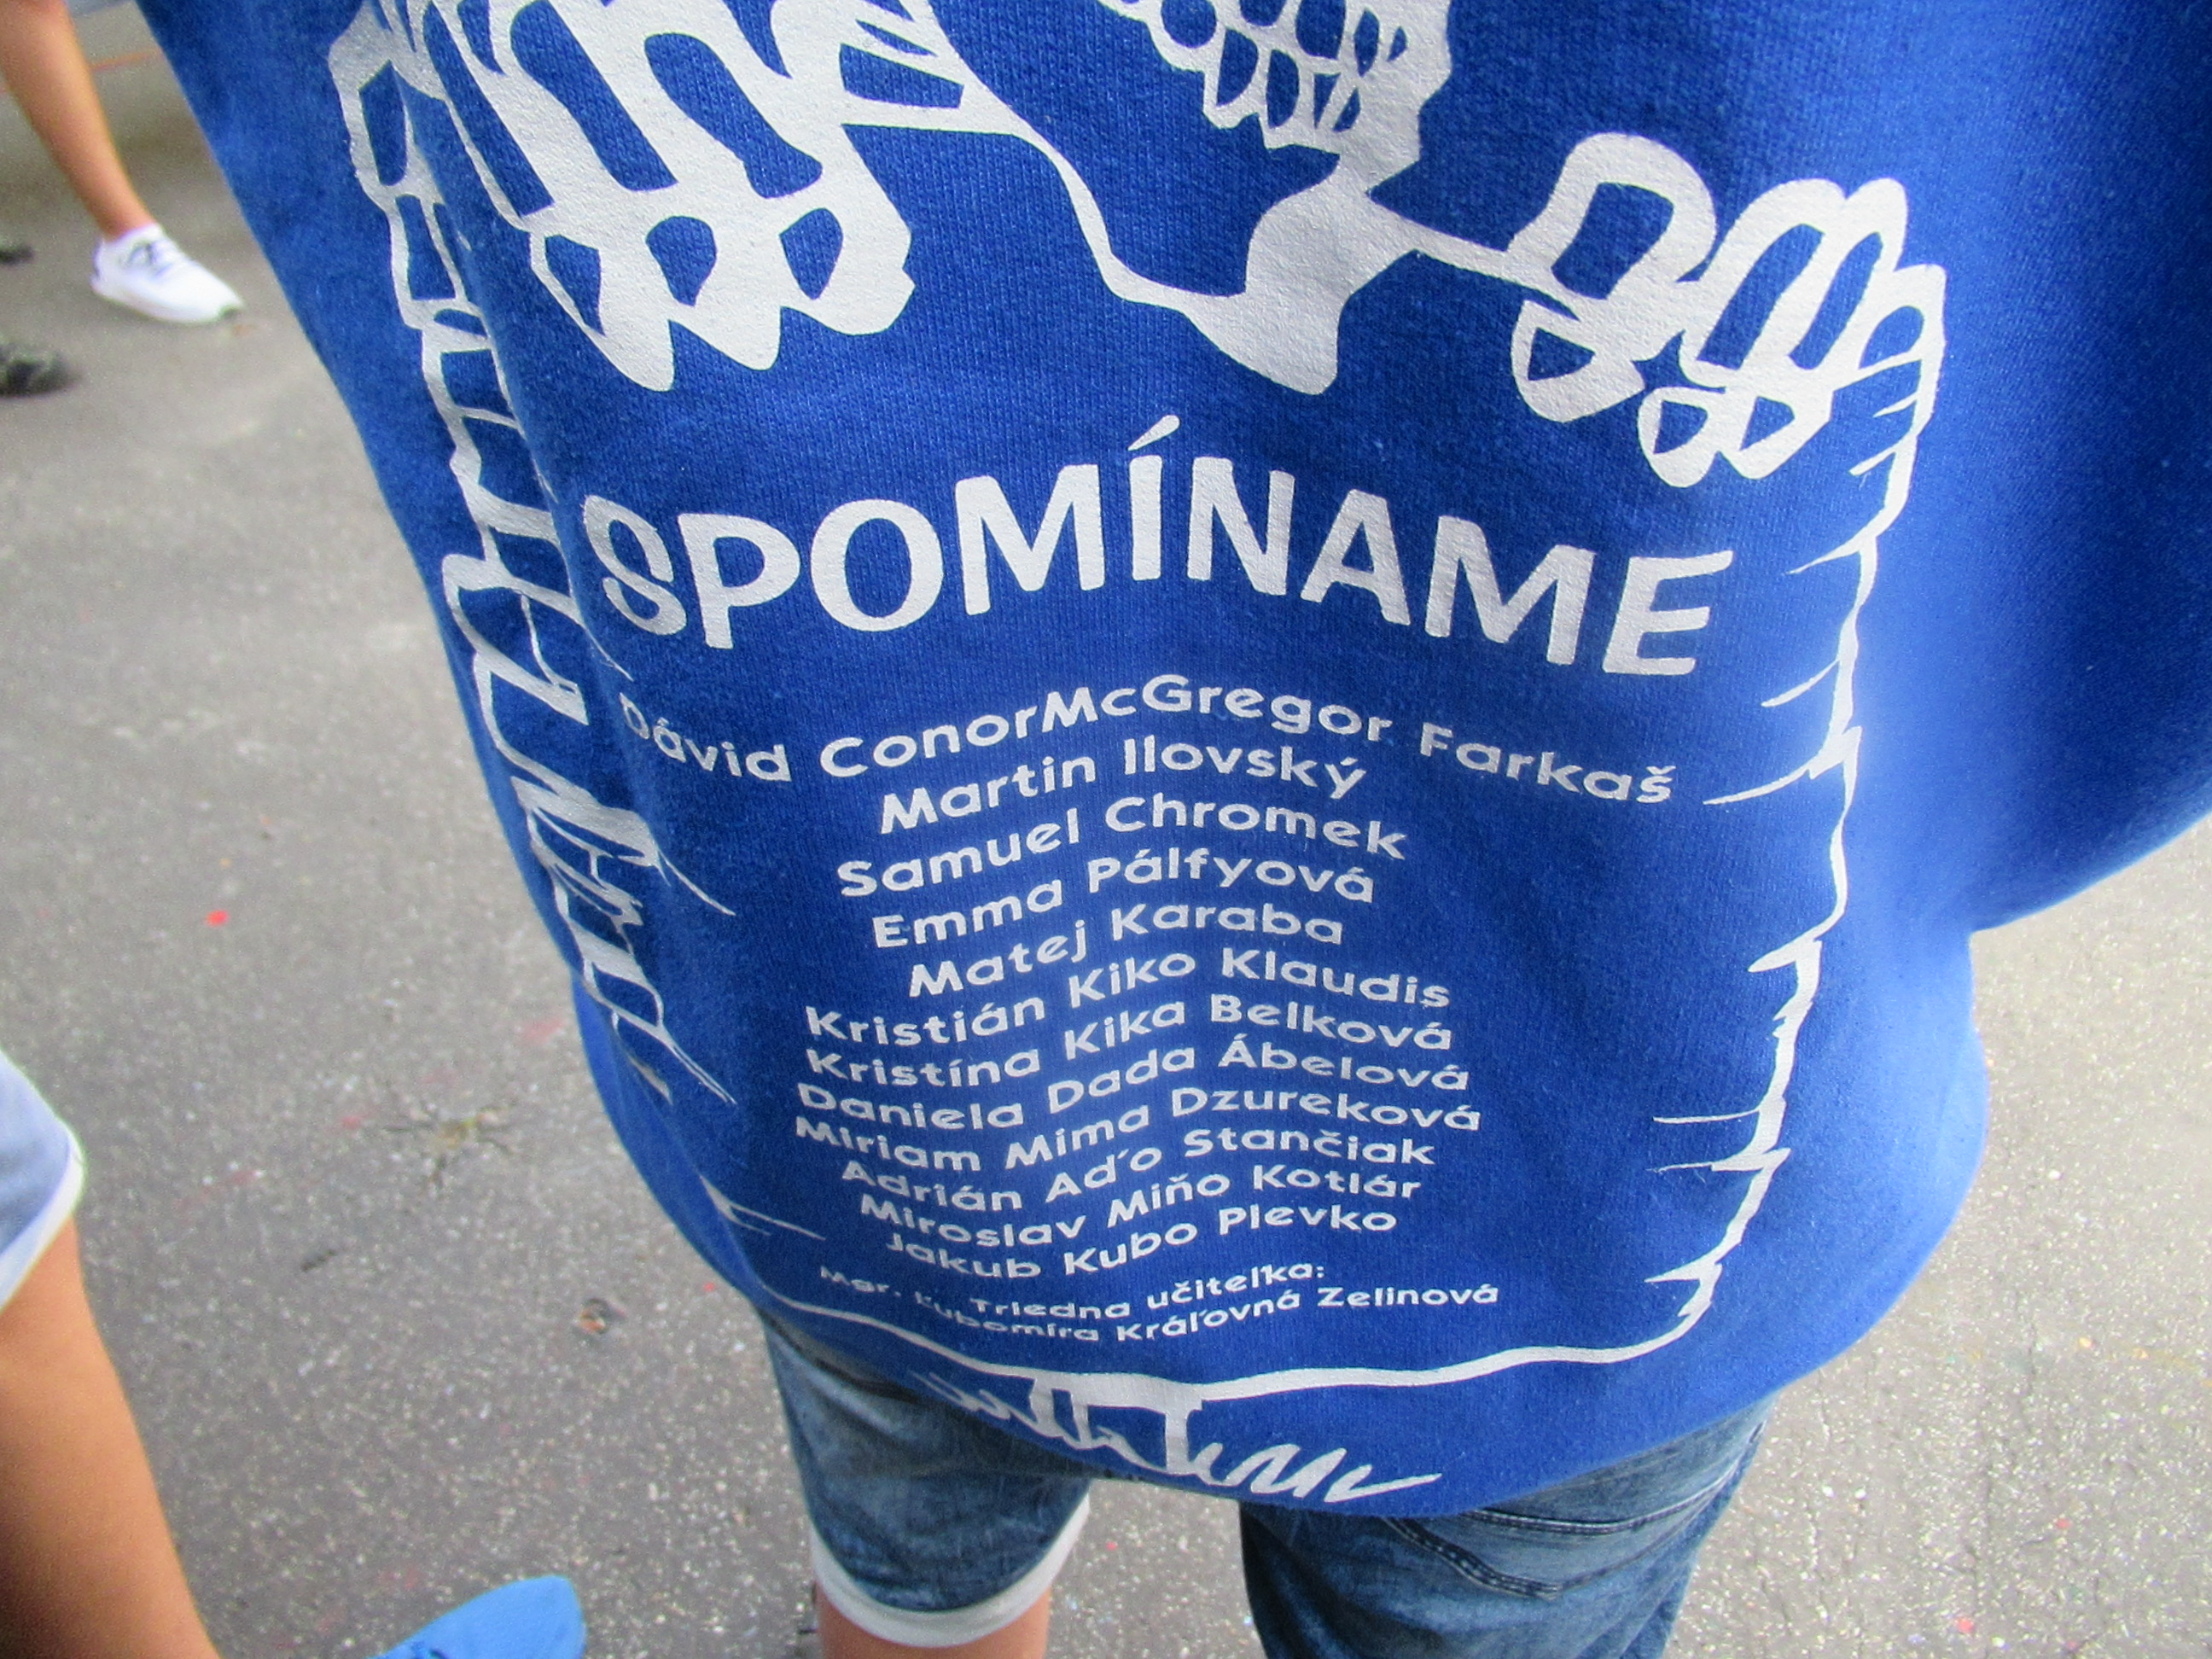 SPOMÍNAME
Dávid ConorMcGregor Farkaš
Martin Ilovský
Samuel Chromek
Emma Pálfyová
Matej Karaba
Kristián Kiko Klaudis
Kristína Kika Belková
Daniela Dada Ábelová
Miriam Mima Dzureková
Adrián Aďo Stančiak
Miroslav Miňo Kotlár
Jakub Kubo Plevko
Triedna učiteľka:
Mgr. Ľubomíra Kráľovná Zelinová